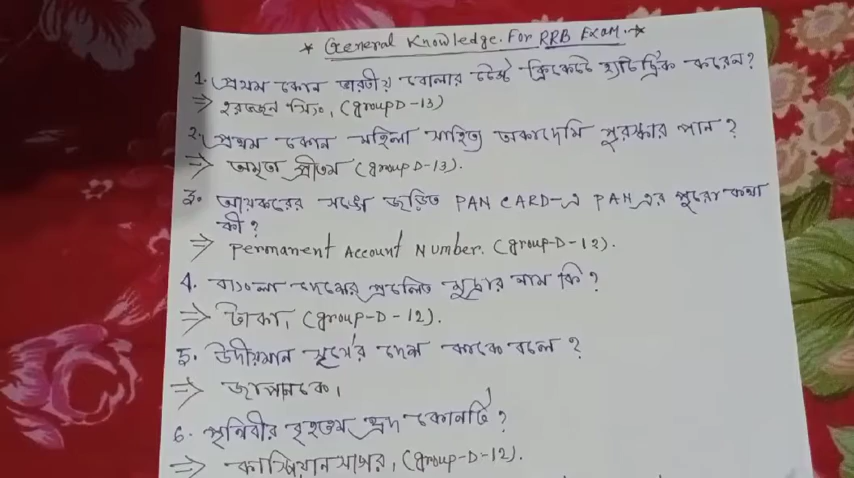 * General Knowledge. For RRB Exam. *
1. প্রথম কোন ভারতীয় বোলার টেস্ট ক্রিকেটে হ্যাটট্রিক করেন?
⇒ হরভজন সিং, (group D-13)
2. প্রথম কোন মহিলা সাহিত্য অকাদেমি পুরস্কার পান?
⇒ অমৃতা প্রীতম (group D-13).
3. আয়করের সঙ্গে জড়িত PAN CARD-এ PAN এর পুরো কথা
কী?
⇒ Permanent Account Number. (group-D-12).
4. বাংলা দেশের প্রচলিত মুদ্রার নাম কি?
⇒ টাকা, (group-D-12).
5. উদীয়মান সূর্যের দেশ কাকে বলে?
⇒ জাপানকে।
6. পৃথিবীর বৃহত্তম হ্রদ কোনটি?
⇒ কাস্পিয়ান সাগর, (group-D-12).